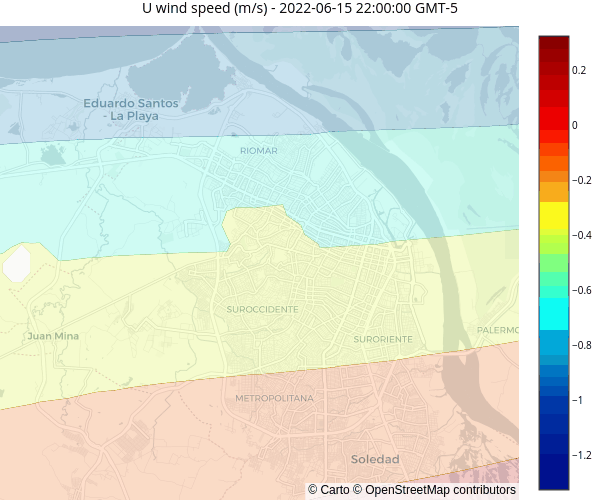 U wind speed (m/s) - 2022-06-15 22:00:00 GMT-5
Eduardo Santos
- La Playa
RIOMAR
SUROCCIDENTE
Juan Mina
SURORIENTE
PALERMO
METROPOLITANA
Soledad
© Carto © OpenStreetMap contributors
0.2
0
−0.2
−0.4
−0.6
−0.8
−1
−1.2